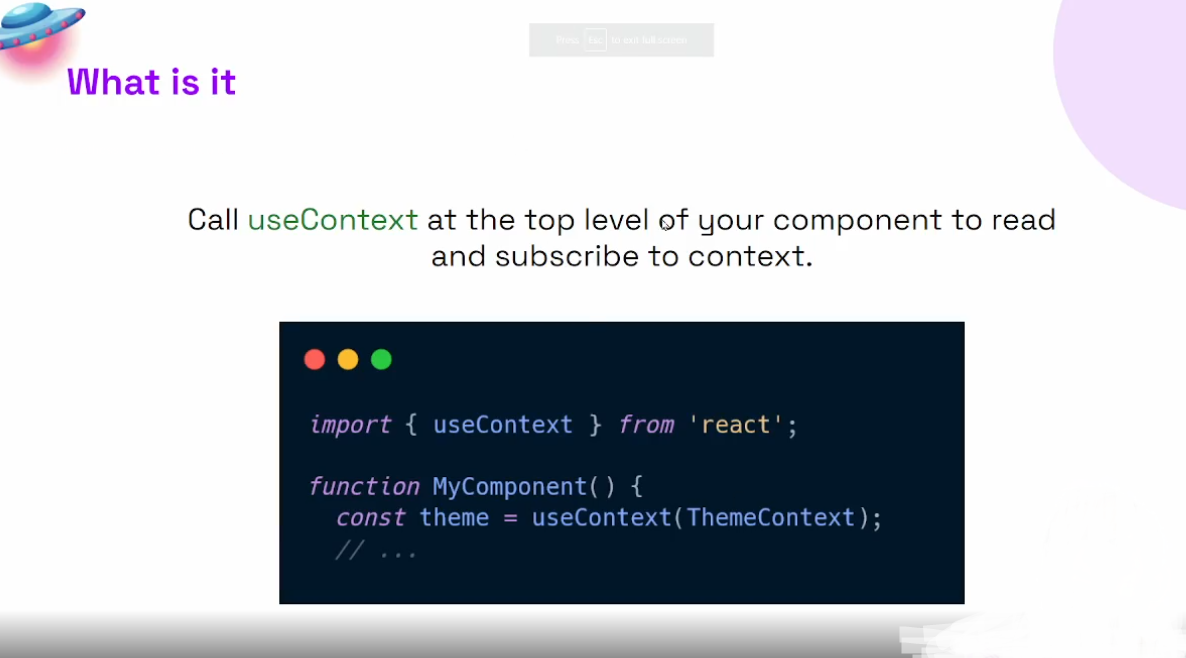 Press Esc to exit full screen
What is it
Call useContext at the top level of your component to read
and subscribe to context.
import { useContext } from 'react';
function MyComponent() {
const theme = useContext(ThemeContext);
// ...